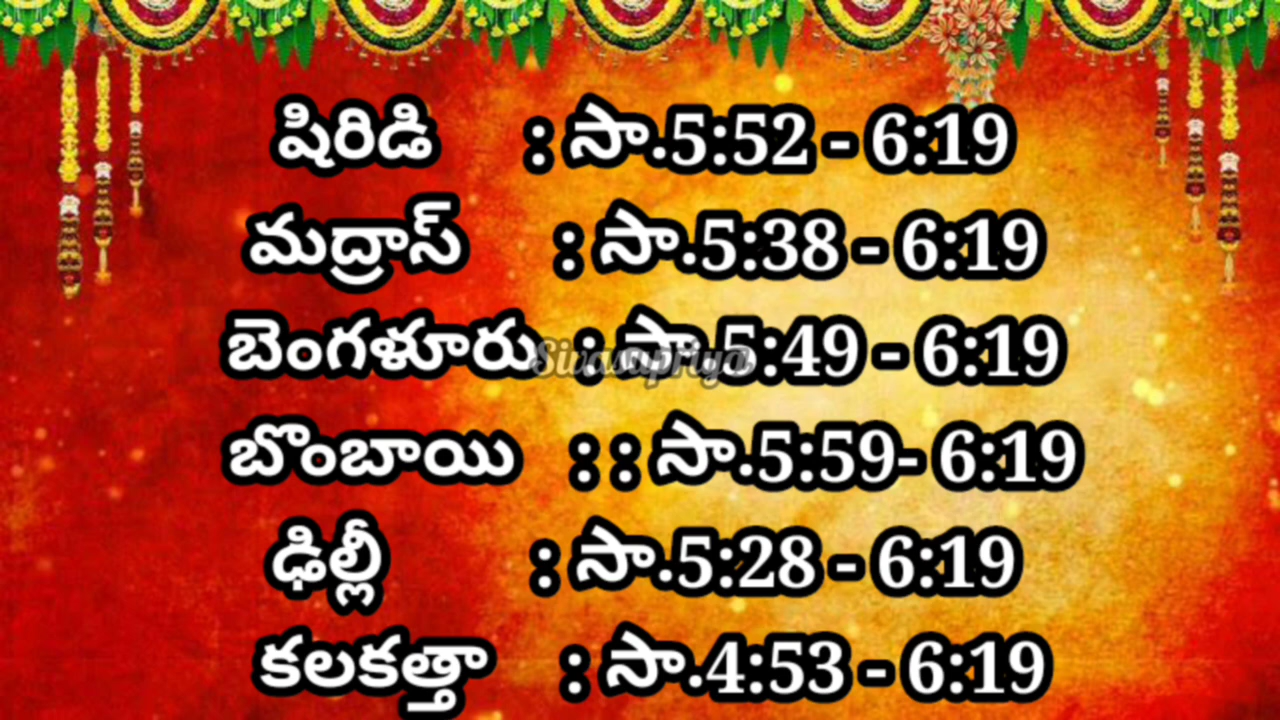 షిరిడి : సా.5:52 - 6:19
మద్రాస్ : సా.5:38 - 6:19
బెంగళూరు : సా.5:49 - 6:19
Sivasupriya
బొంబాయి : : సా.5:59- 6:19
ఢిల్లీ : సా.5:28 - 6:19
కలకత్తా : సా.4:53 - 6:19